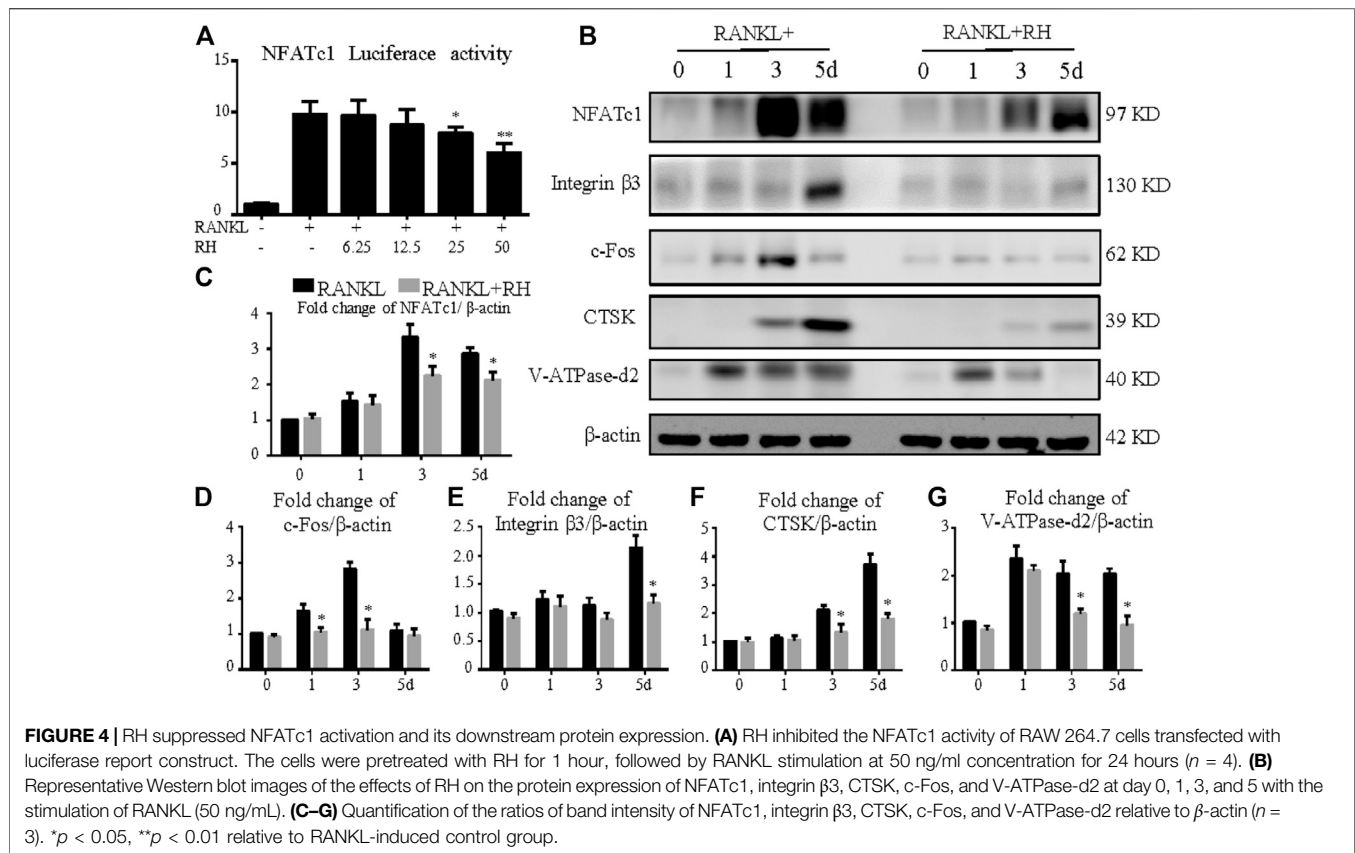 A
NFATc1 Luciferace activity
15
10
5
0
* **
RANKL - + + + + +
RH - - 6.25 12.5 25 50
B
RANKL+ RANKL+RH
0 1 3 5d 0 1 3 5d
NFATc1 97 KD
Integrin β3 130 KD
c-Fos 62 KD
CTSK 39 KD
V-ATPase-d2 40 KD
β-actin 42 KD
C
RANKL RANKL+RH
Fold change of NFATc1/ β-actin
4
3
2
1
0
* *
0 1 3 5d
D
Fold change of
c-Fos/β-actin
4
3
2
1
0
* *
0 1 3 5d
E
Fold change of
Integrin β3/β-actin
2.5
2.0
1.5
1.0
0.5
0.0
*
0 1 3 5d
F
Fold change of
CTSK/β-actin
5
4
3
2
1
0
* *
0 1 3 5d
G
Fold change of
V-ATPase-d2/β-actin
3
2
1
0
* *
0 1 3 5d
FIGURE 4 | RH suppressed NFATc1 activation and its downstream protein expression. (A) RH inhibited the NFATc1 activity of RAW 264.7 cells transfected with
luciferase report construct. The cells were pretreated with RH for 1 hour, followed by RANKL stimulation at 50 ng/ml concentration for 24 hours (n = 4). (B)
Representative Western blot images of the effects of RH on the protein expression of NFATc1, integrin β3, CTSK, c-Fos, and V-ATPase-d2 at day 0, 1, 3, and 5 with the
stimulation of RANKL (50 ng/mL). (C–G) Quantification of the ratios of band intensity of NFATc1, integrin β3, CTSK, c-Fos, and V-ATPase-d2 relative to β-actin (n =
3). *p < 0.05, **p < 0.01 relative to RANKL-induced control group.